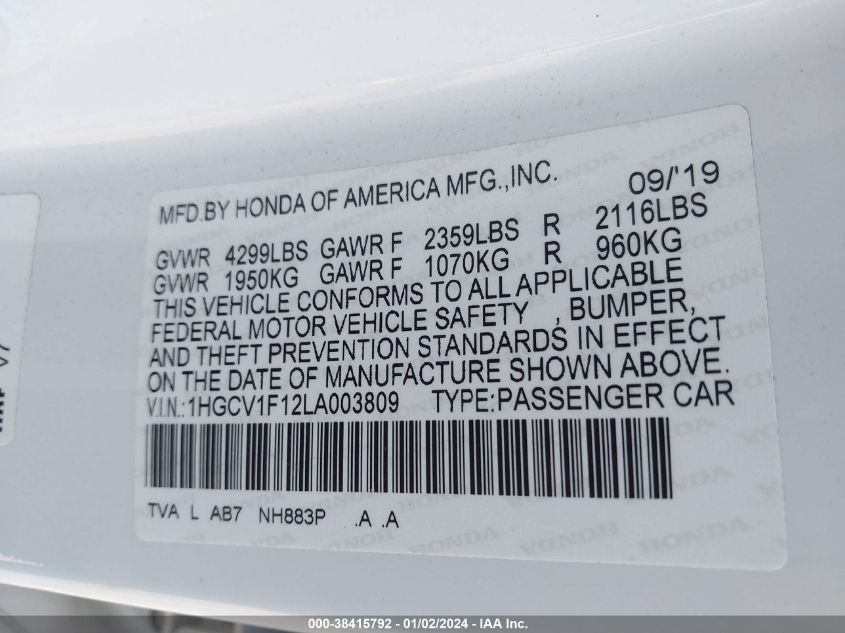 MFD.BY HONDA OF AMERICA MFG.,INC. 09/'19
GVWR 4299LBS GAWR F 2359LBS R 2116LBS
GVWR 1950KG GAWR F 1070KG R 960KG
THIS VEHICLE CONFORMS TO ALL APPLICABLE
FEDERAL MOTOR VEHICLE SAFETY , BUMPER,
AND THEFT PREVENTION STANDARDS IN EFFECT
ON THE DATE OF MANUFACTURE SHOWN ABOVE.
V.I.N.:1HGCV1F12LA003809 TYPE:PASSENGER CAR
TVA L AB7 NH883P .A .A
000-38415792 - 01/02/2024 - IAA Inc.